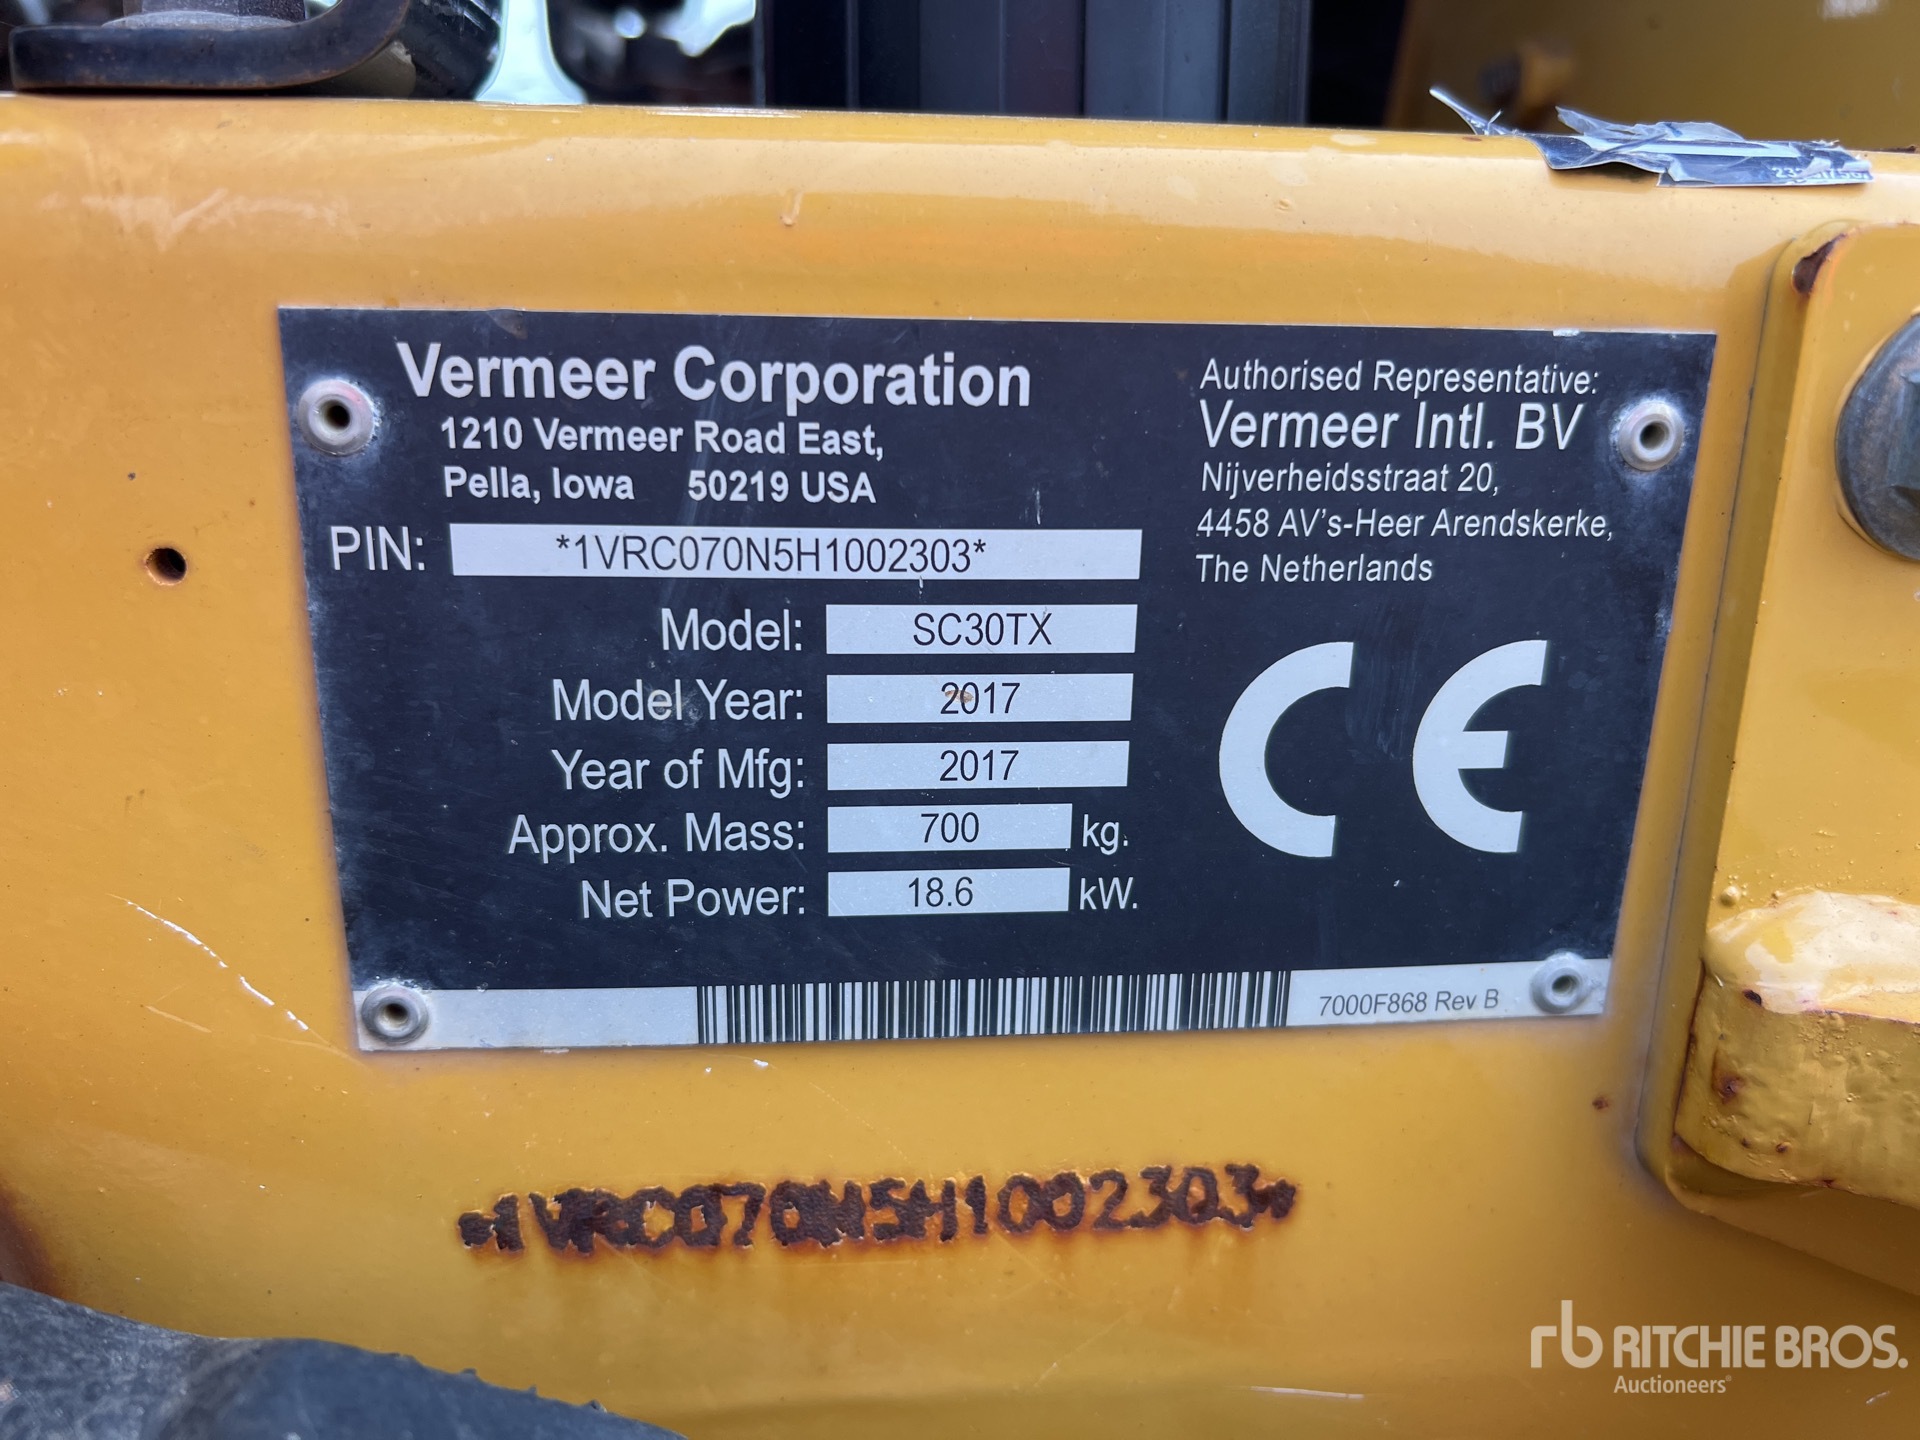 Vermeer Corporation
1210 Vermeer Road East,
Pella, Iowa 50219 USA
PIN: *1VRC070N5H1002303*
Model: SC30TX
Model Year: 2017
Year of Mfg: 2017
Approx. Mass: 700 kg.
Net Power: 18.6 kW.
Authorised Representative:
Vermeer Intl. BV
Nijverheidsstraat 20,
4458 AV's-Heer Arendskerke,
The Netherlands
CE
7000F868 Rev B
*1VRC070N5H1002303*
rb RITCHIE BROS.
Auctioneers